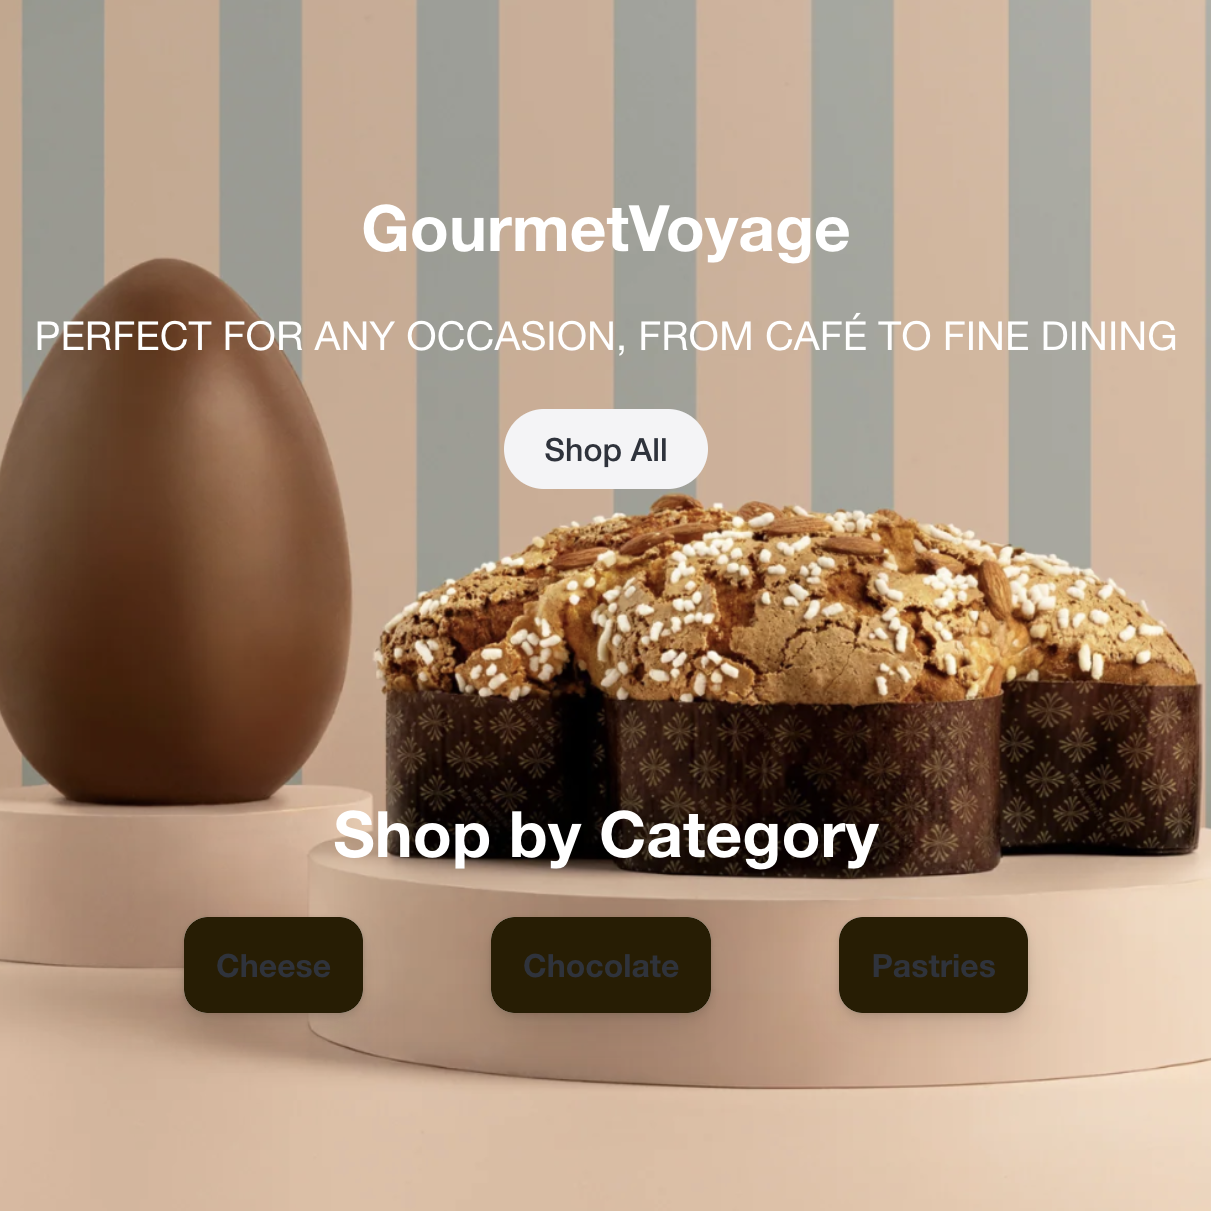 GourmetVoyage
PERFECT FOR ANY OCCASION, FROM CAFÉ TO FINE DINING
Shop All
Shop by Category
Cheese Chocolate Pastries